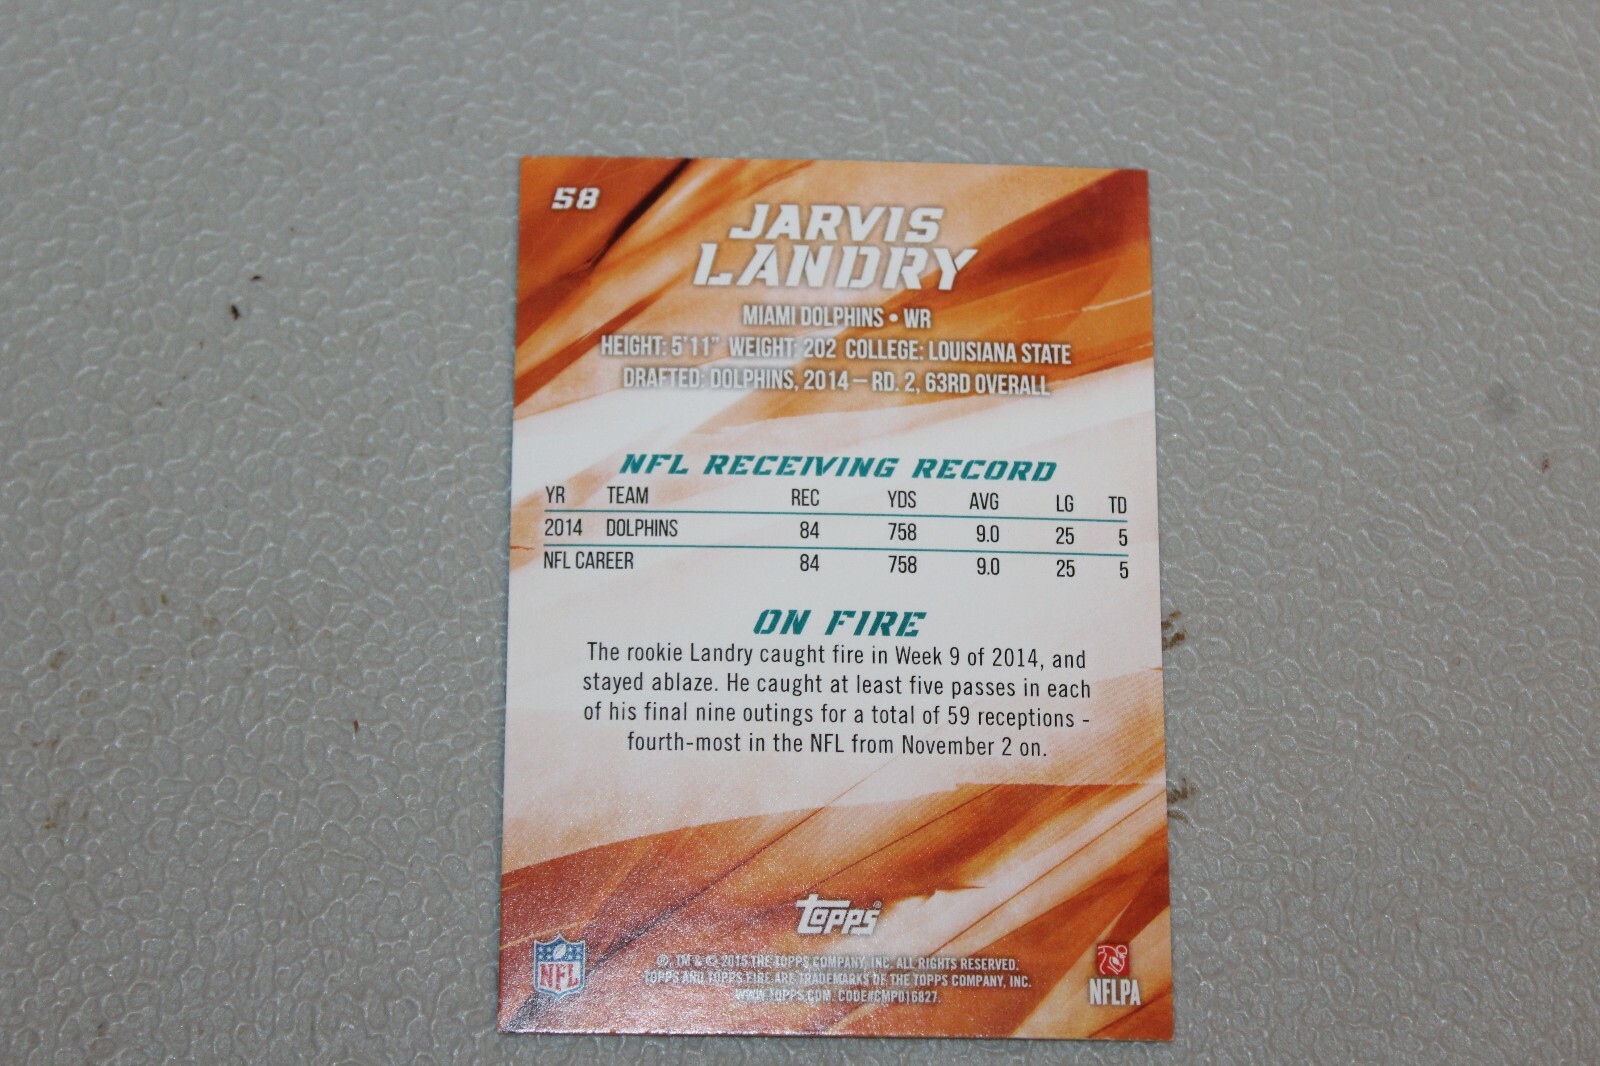 58
JARVIS
LANDRY
MIAMI DOLPHINS • WR
HEIGHT: 5'11" WEIGHT: 202 COLLEGE: LOUISIANA STATE
DRAFTED: DOLPHINS, 2014 – RD. 2, 63RD OVERALL
NFL RECEIVING RECORD
YR TEAM REC YDS AVG LG TD
2014 DOLPHINS 84 758 9.0 25 5
NFL CAREER 84 758 9.0 25 5
ON FIRE
The rookie Landry caught fire in Week 9 of 2014, and
stayed ablaze. He caught at least five passes in each
of his final nine outings for a total of 59 receptions -
fourth-most in the NFL from November 2 on.
Topps®
®, TM & © 2015 THE TOPPS COMPANY, INC. ALL RIGHTS RESERVED.
TOPPS AND TOPPS FIRE ARE TRADEMARKS OF THE TOPPS COMPANY, INC.
WWW.TOPPS.COM. CODE#CMP016827.
NFL
NFLPA